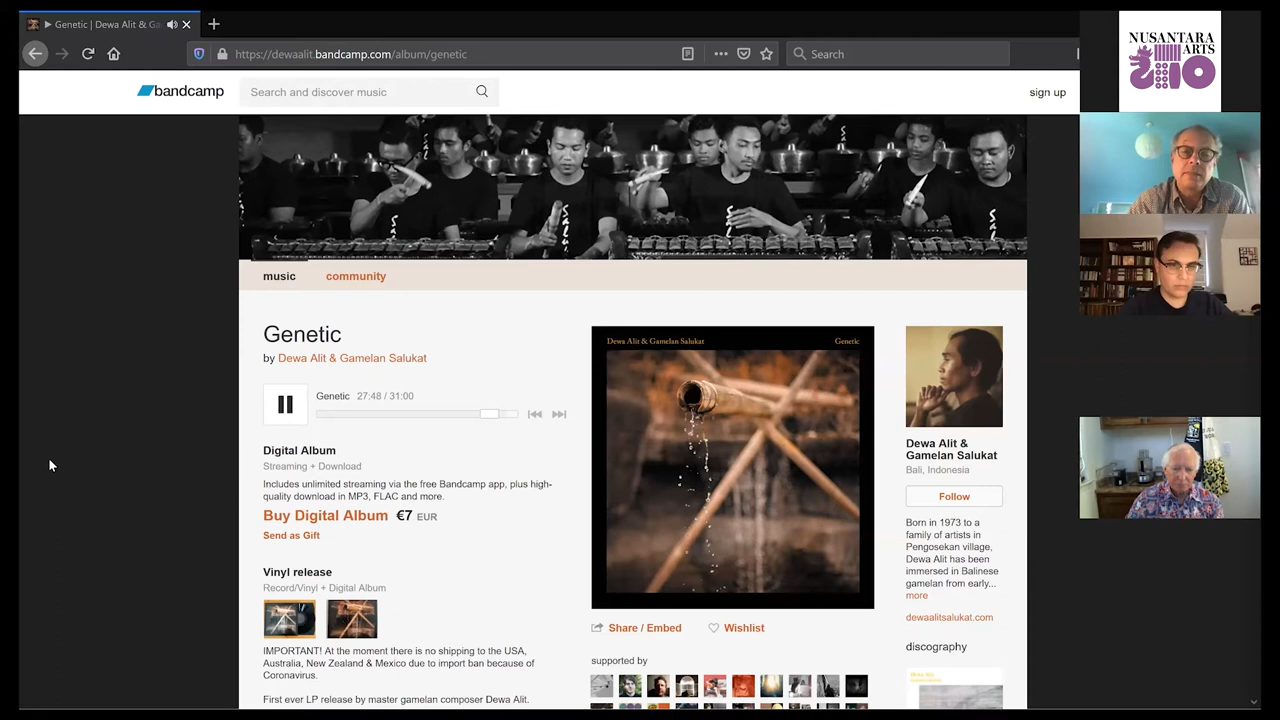 Genetic | Dewa Alit & Ga
https://dewaalit.bandcamp.com/album/genetic
Search
NUSANTARA
ARTS
bandcamp
Search and discover music
sign up
music
community
Genetic
by Dewa Alit & Gamelan Salukat
Genetic 27:48 / 31:00
Digital Album
Streaming + Download
Includes unlimited streaming via the free Bandcamp app, plus high-
quality download in MP3, FLAC and more.
Buy Digital Album €7 EUR
Send as Gift
Vinyl release
Record/Vinyl + Digital Album
IMPORTANT! At the moment there is no shipping to the USA,
Australia, New Zealand & Mexico due to import ban because of
Coronavirus.
First ever LP release by master gamelan composer Dewa Alit.
Dewa Alit & Gamelan Salukat
Genetic
Share / Embed
Wishlist
supported by
Dewa Alit &
Gamelan Salukat
Bali, Indonesia
Follow
Born in 1973 to a
family of artists in
Pengosekan village,
Dewa Alit has been
immersed in Balinese
gamelan from early...
more
dewaalitsalukat.com
discography